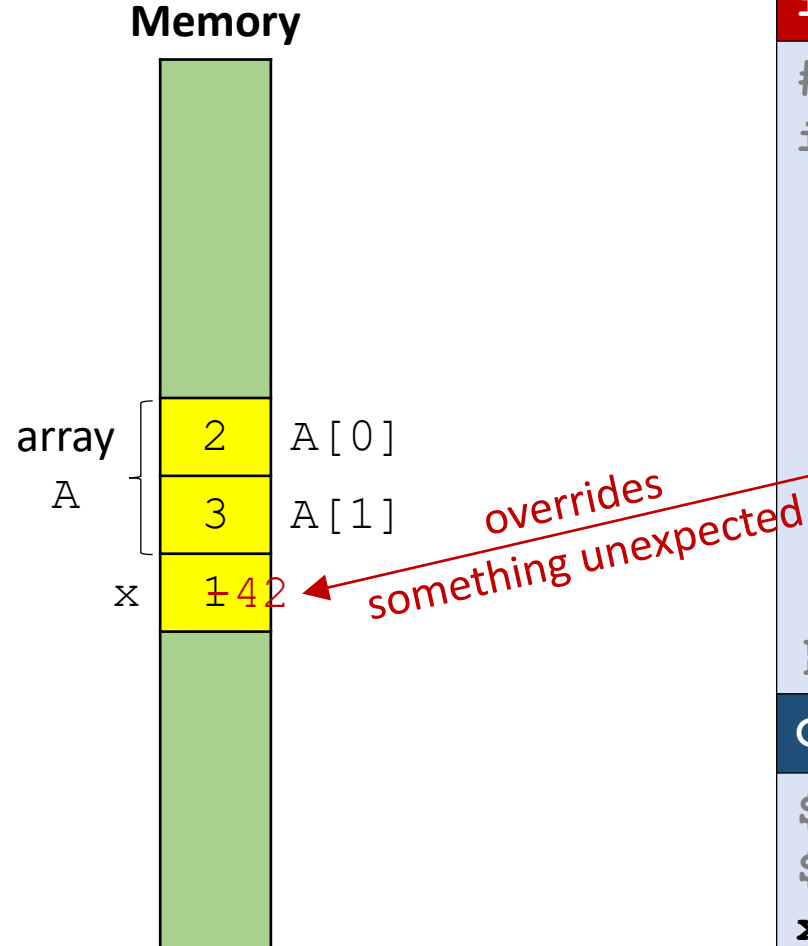 Memory
array
A
2 A[0]
3 A[1]
x 1 42
overrides
something unexpected
#
$
$
x